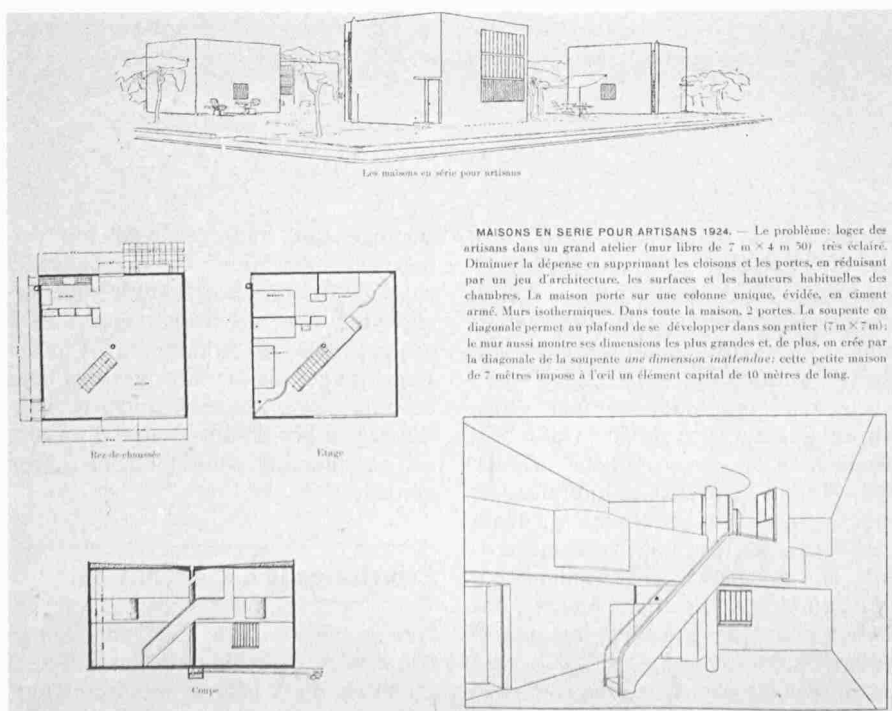 Les maisons en série pour artisans
MAISONS EN SERIE POUR ARTISANS 1924. — Le problème: loger des
artisans dans un grand atelier (mur libre de 7 m × 4 m 50) très éclairé.
Diminuer la dépense en supprimant les cloisons et les portes, en réduisant
par un jeu d'architecture, les surfaces et les hauteurs habituelles des
chambres. La maison porte sur une colonne unique, évidée, en ciment
armé. Murs isothermiques. Dans toute la maison, 2 portes. La soupente en
diagonale permet au plafond de se développer dans son entier (7 m × 7 m);
le mur aussi montre ses dimensions les plus grandes et, de plus, on crée par
la diagonale de la soupente une dimension inattendue: cette petite maison
de 7 mètres impose à l'œil un élément capital de 10 mètres de long.
Rez-de-chaussée
Etage
Coupe